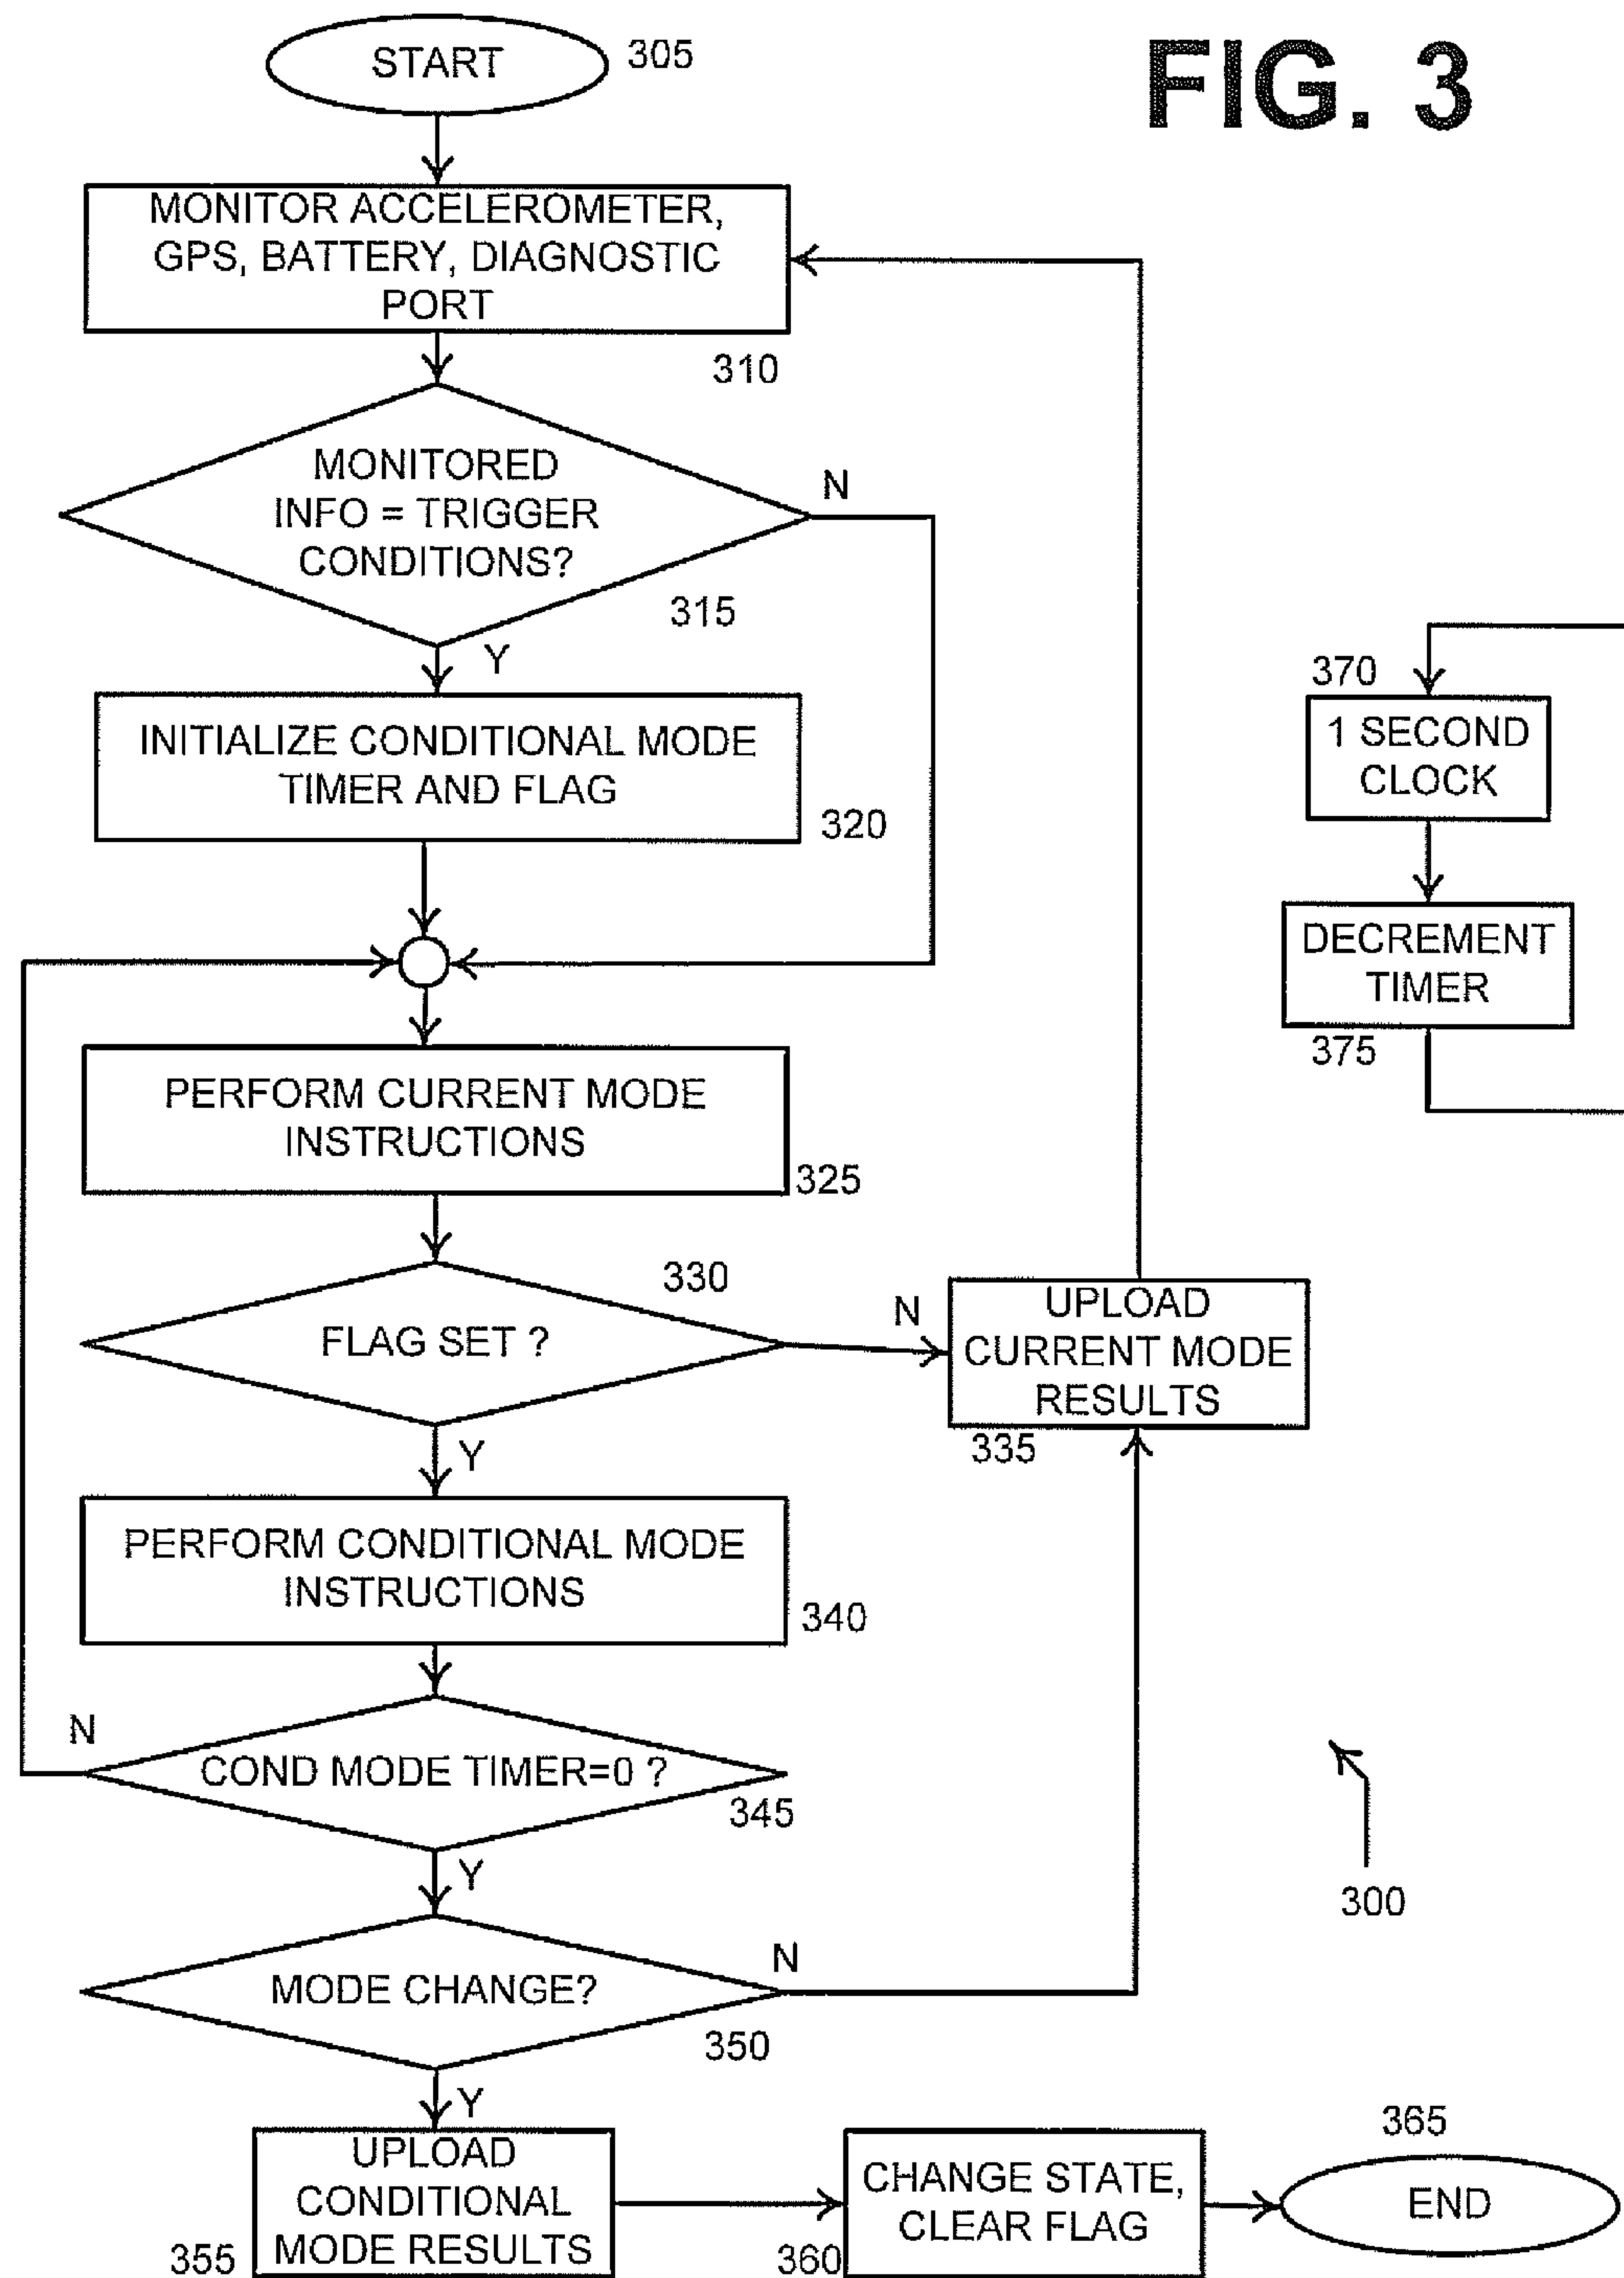 FIG. 3
START
305
MONITOR ACCELEROMETER,
GPS, BATTERY, DIAGNOSTIC
PORT
310
MONITORED
INFO = TRIGGER
CONDITIONS?
N
315
Y
INITIALIZE CONDITIONAL MODE
TIMER AND FLAG
320
PERFORM CURRENT MODE
INSTRUCTIONS
325
330
FLAG SET ?
N
Y
UPLOAD
CURRENT MODE
RESULTS
335
PERFORM CONDITIONAL MODE
INSTRUCTIONS
340
N
COND MODE TIMER=0 ?
345
Y
MODE CHANGE?
N
350
Y
UPLOAD
CONDITIONAL
MODE RESULTS
355
CHANGE STATE,
CLEAR FLAG
360
365
END
370
1 SECOND
CLOCK
DECREMENT
TIMER
375
300